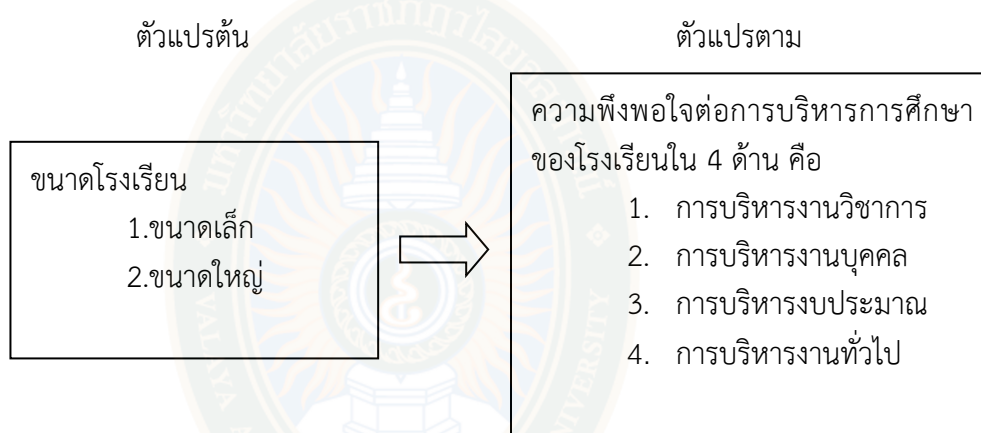 ตัวแปรต้น
ตัวแปรตาม
ขนาดโรงเรียน
1.ขนาดเล็ก
2.ขนาดใหญ่
ความพึงพอใจต่อการบริหารการศึกษา
ของโรงเรียนใน 4 ด้าน คือ
1. การบริหารงานวิชาการ
2. การบริหารงานบุคคล
3. การบริหารงบประมาณ
4. การบริหารงานทั่วไป